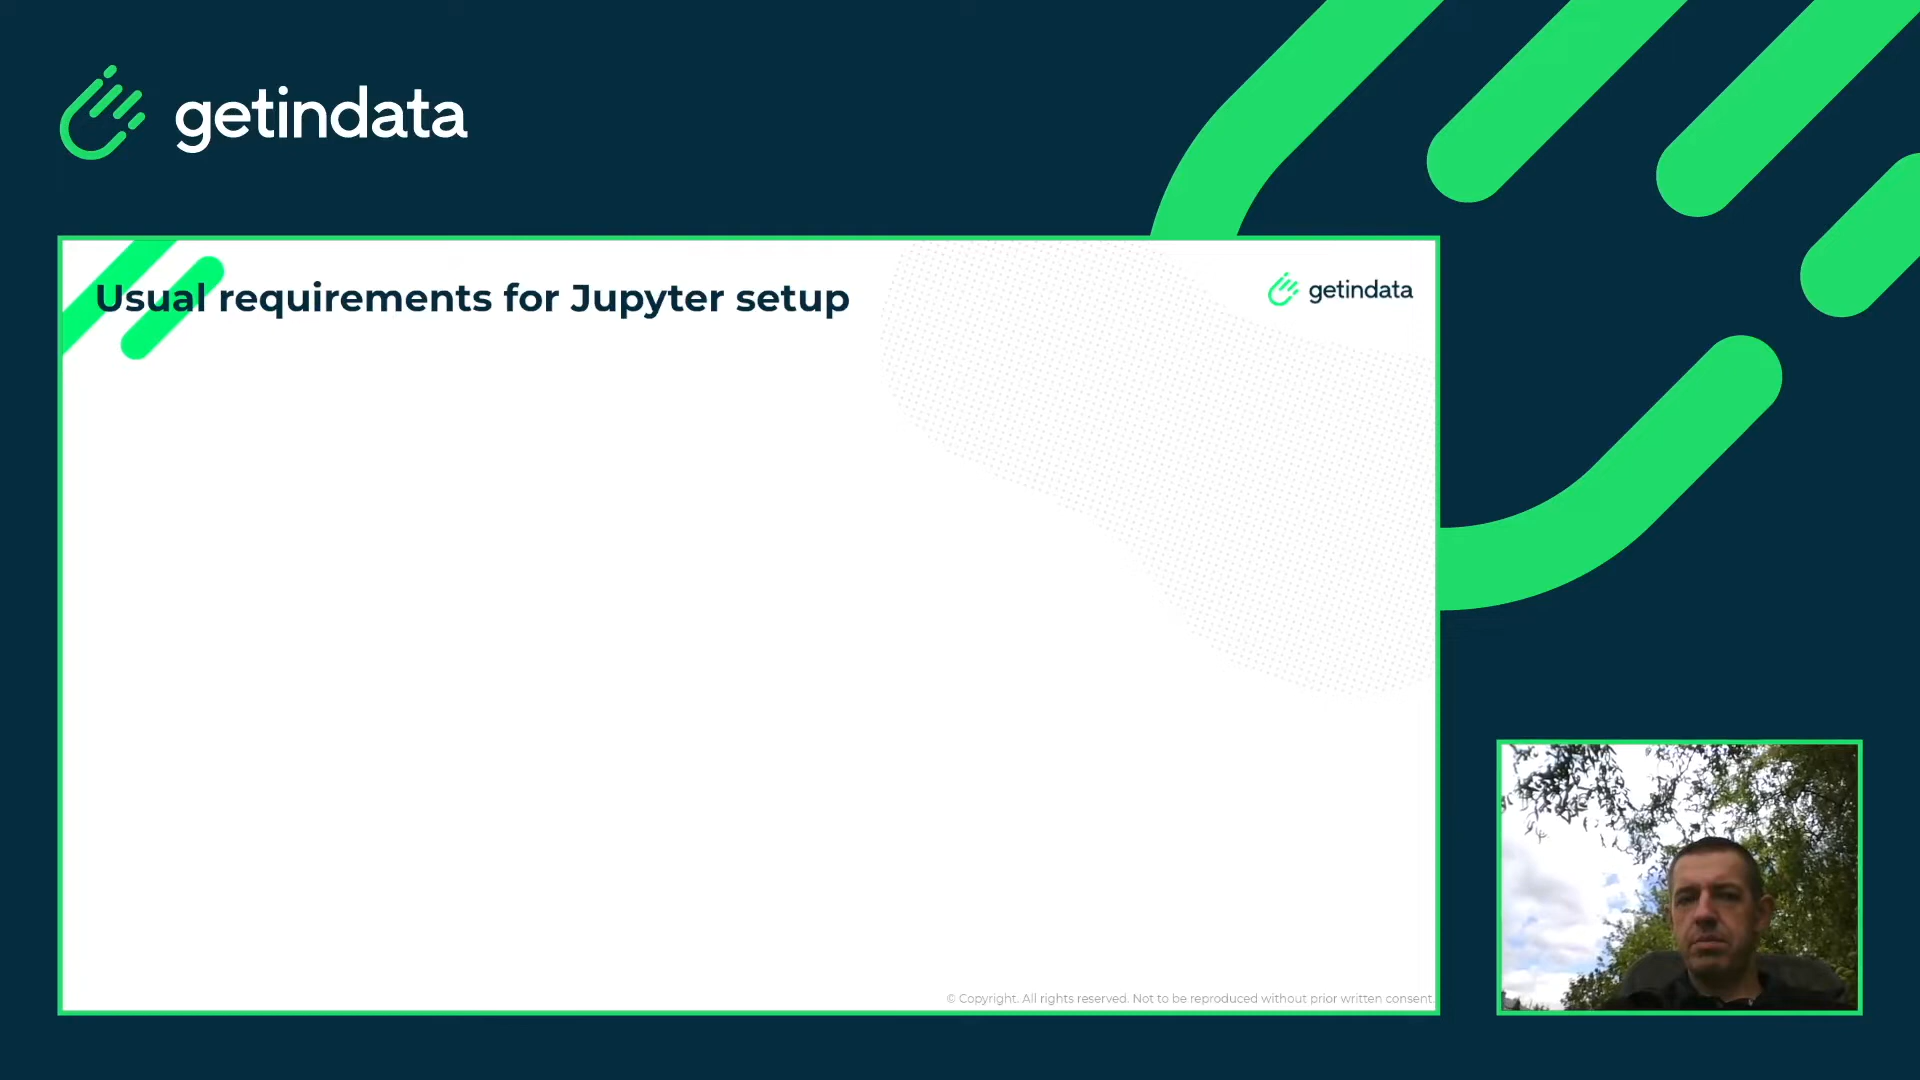 getindata
Usual requirements for Jupyter setup
getindata
© Copyright. All rights reserved. Not to be reproduced without prior written consent.